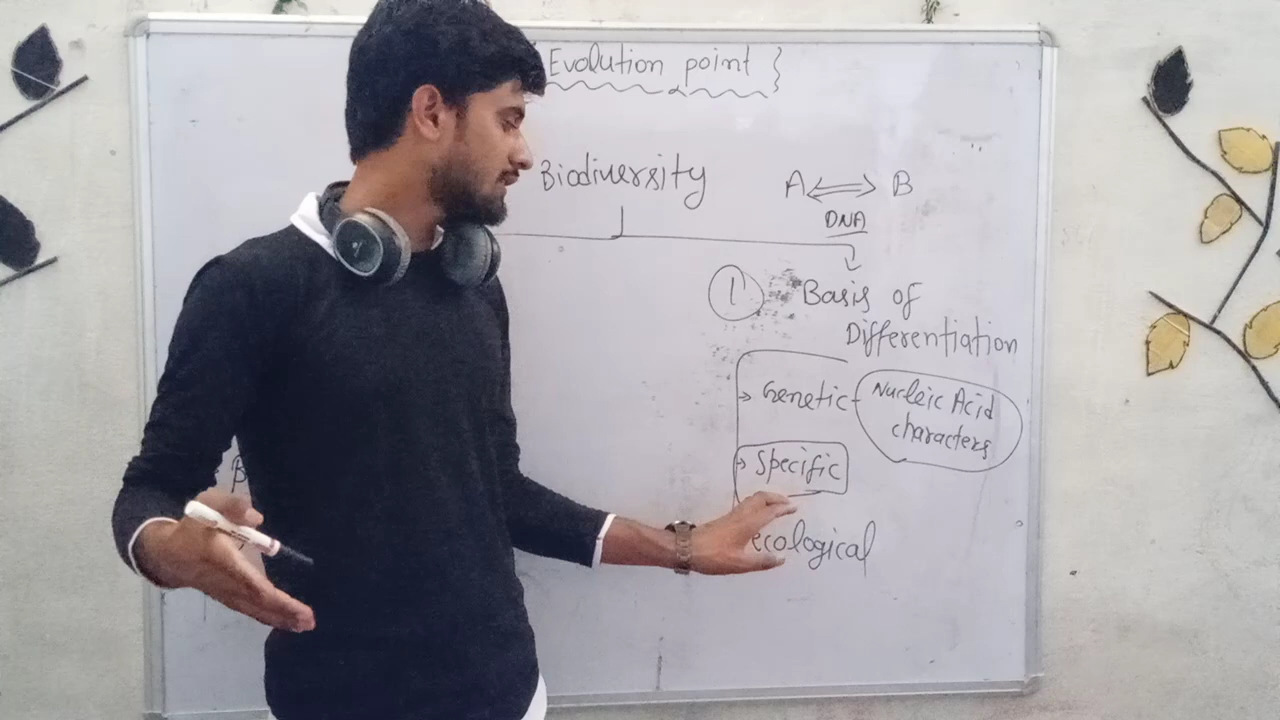 { Evolution point }
Biodiversity
A ⇔ B
DNA
1 Basis of
Differentiation
→ Genetic - Nucleic Acid
characters
→ Specific
ecological